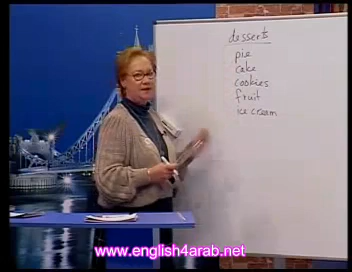 desserts
pie
cake
cookies
fruit
ice cream
www.english4arab.net